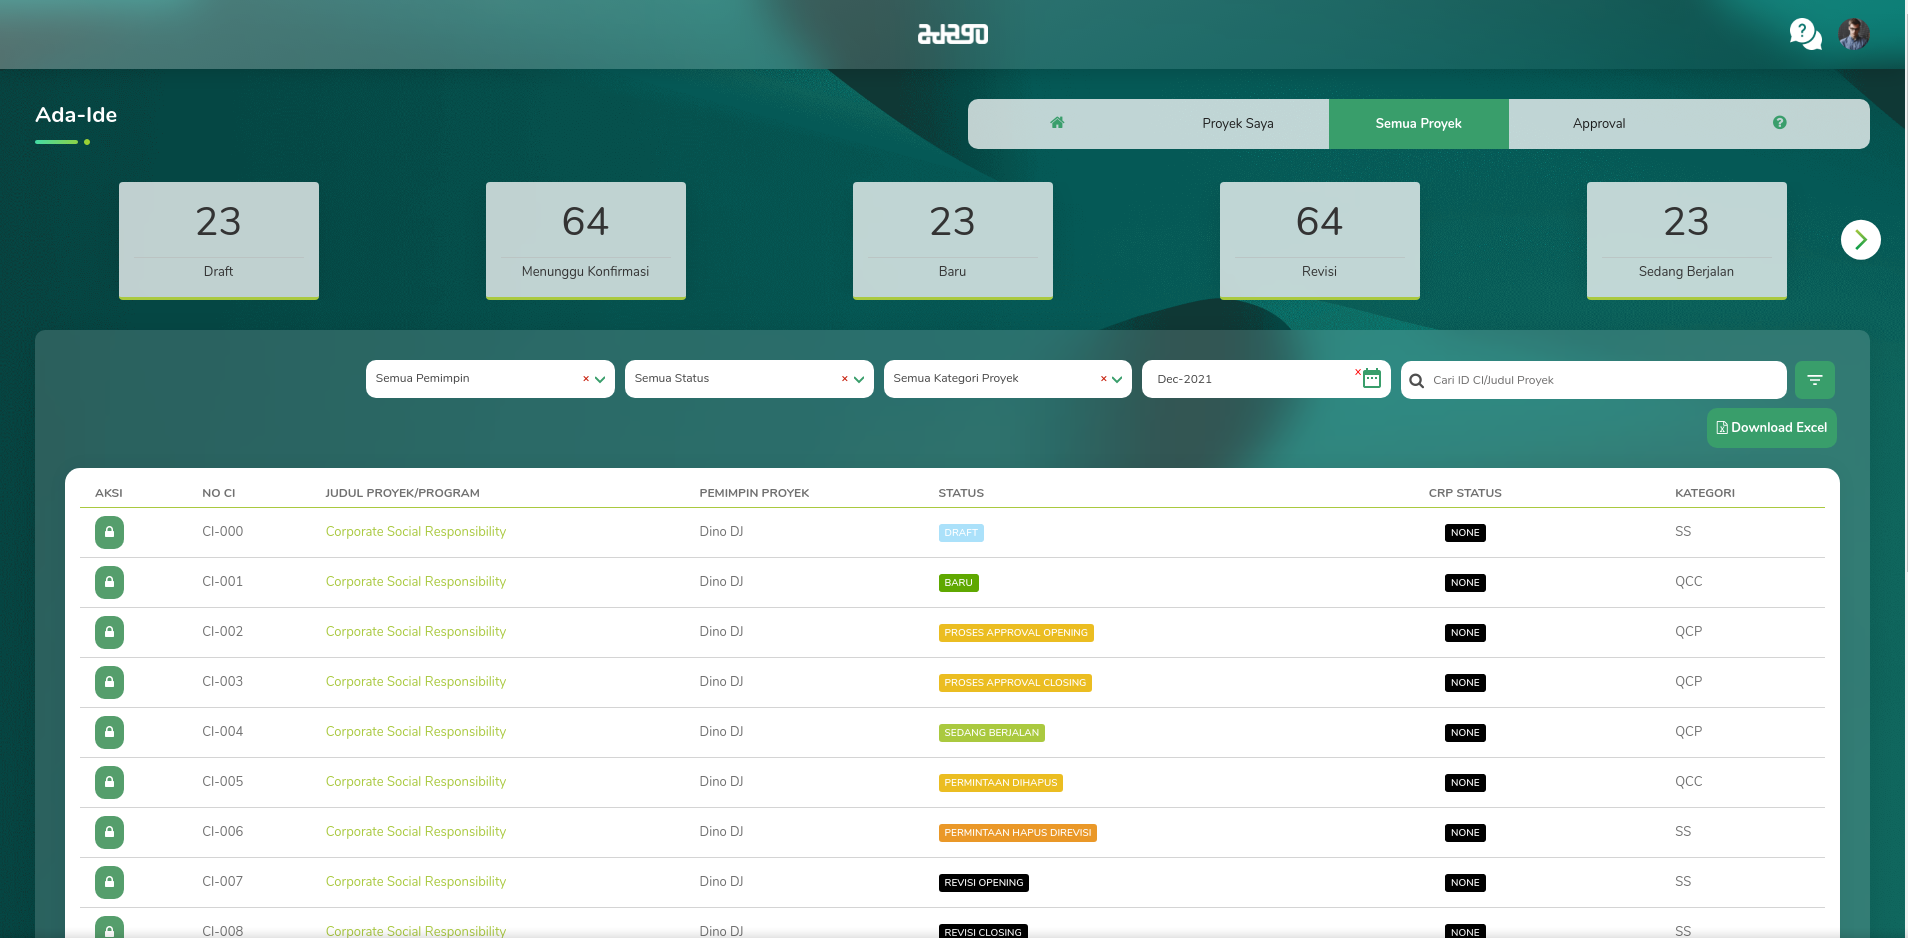 adago
Ada-Ide
Proyek Saya
Semua Proyek
Approval
23
Draft
64
Menunggu Konfirmasi
23
Baru
64
Revisi
23
Sedang Berjalan
Semua Pemimpin
Semua Status
Semua Kategori Proyek
Dec-2021
Cari ID CI/Judul Proyek
Download Excel
AKSI NO CI JUDUL PROYEK/PROGRAM PEMIMPIN PROYEK STATUS CRP STATUS KATEGORI
CI-000 Corporate Social Responsibility Dino DJ DRAFT NONE SS
CI-001 Corporate Social Responsibility Dino DJ BARU NONE QCC
CI-002 Corporate Social Responsibility Dino DJ PROSES APPROVAL OPENING NONE QCP
CI-003 Corporate Social Responsibility Dino DJ PROSES APPROVAL CLOSING NONE QCP
CI-004 Corporate Social Responsibility Dino DJ SEDANG BERJALAN NONE QCP
CI-005 Corporate Social Responsibility Dino DJ PERMINTAAN DIHAPUS NONE QCC
CI-006 Corporate Social Responsibility Dino DJ PERMINTAAN HAPUS DIREVISI NONE SS
CI-007 Corporate Social Responsibility Dino DJ REVISI OPENING NONE SS
CI-008 Corporate Social Responsibility Dino DJ REVISI CLOSING NONE SS